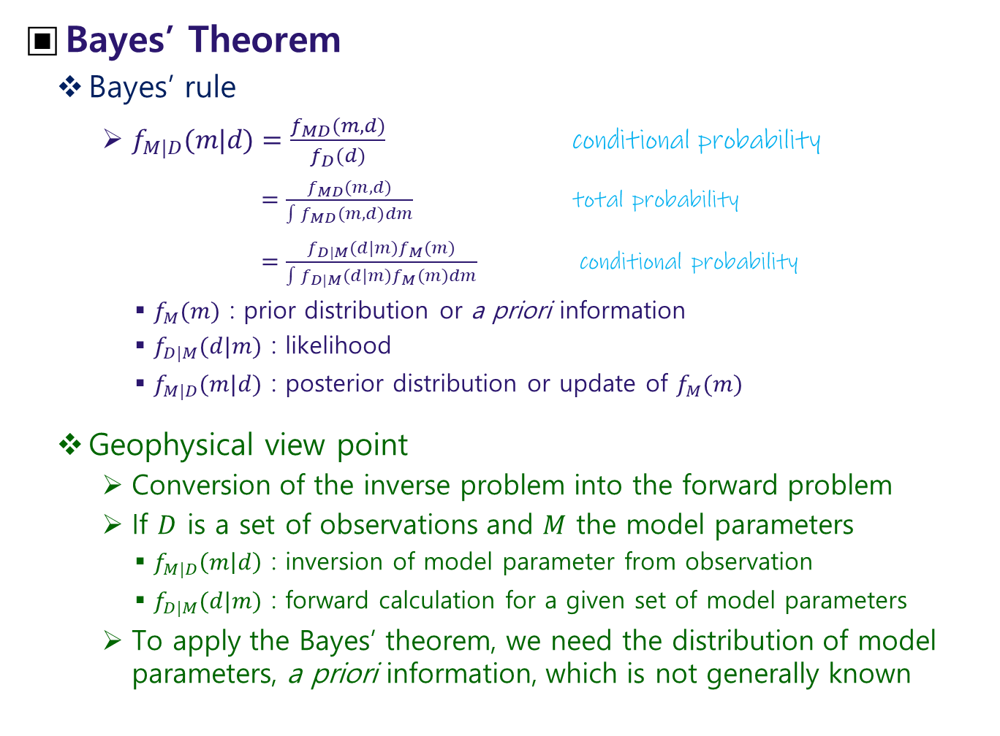 ▣ Bayes’ Theorem
❖ Bayes’ rule
➢ f_{M|D}(m|d) = \frac{f_{MD}(m,d)}{f_D(d)} conditional probability
= \frac{f_{MD}(m,d)}{∫ f_{MD}(m,d)dm} total probability
= \frac{f_{D|M}(d|m)f_M(m)}{∫ f_{D|M}(d|m)f_M(m)dm} conditional probability
▪ f_M(m) : prior distribution or a priori information
▪ f_{D|M}(d|m) : likelihood
▪ f_{M|D}(m|d) : posterior distribution or update of f_M(m)
❖ Geophysical view point
➢ Conversion of the inverse problem into the forward problem
➢ If D is a set of observations and M the model parameters
▪ f_{M|D}(m|d) : inversion of model parameter from observation
▪ f_{D|M}(d|m) : forward calculation for a given set of model parameters
➢ To apply the Bayes’ theorem, we need the distribution of model
parameters, a priori information, which is not generally known